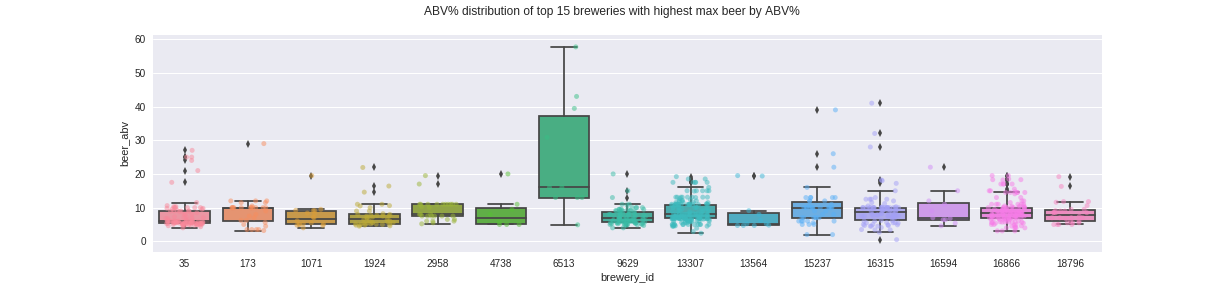 ABV% distribution of top 15 breweries with highest max beer by ABV%
60
50
40
30
20
10
0
beer_abv
35 173 1071 1924 2958 4738 6513 9629 13307 13564 15237 16315 16594 16866 18796
brewery_id